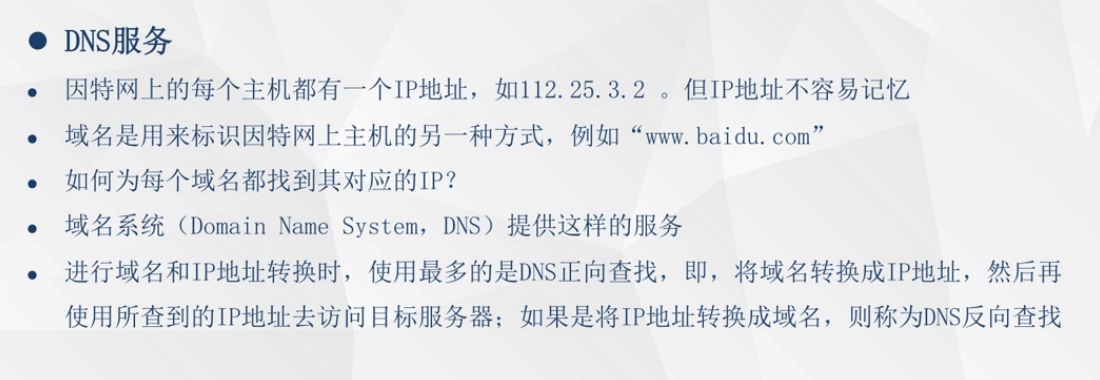 ● DNS服务
• 因特网上的每个主机都有一个IP地址，如112.25.3.2 。但IP地址不容易记忆
• 域名是用来标识因特网上主机的另一种方式，例如“www.baidu.com”
• 如何为每个域名都找到其对应的IP？
• 域名系统（Domain Name System，DNS）提供这样的服务
• 进行域名和IP地址转换时，使用最多的是DNS正向查找，即，将域名转换成IP地址，然后再
使用所查到的IP地址去访问目标服务器；如果是将IP地址转换成域名，则称为DNS反向查找